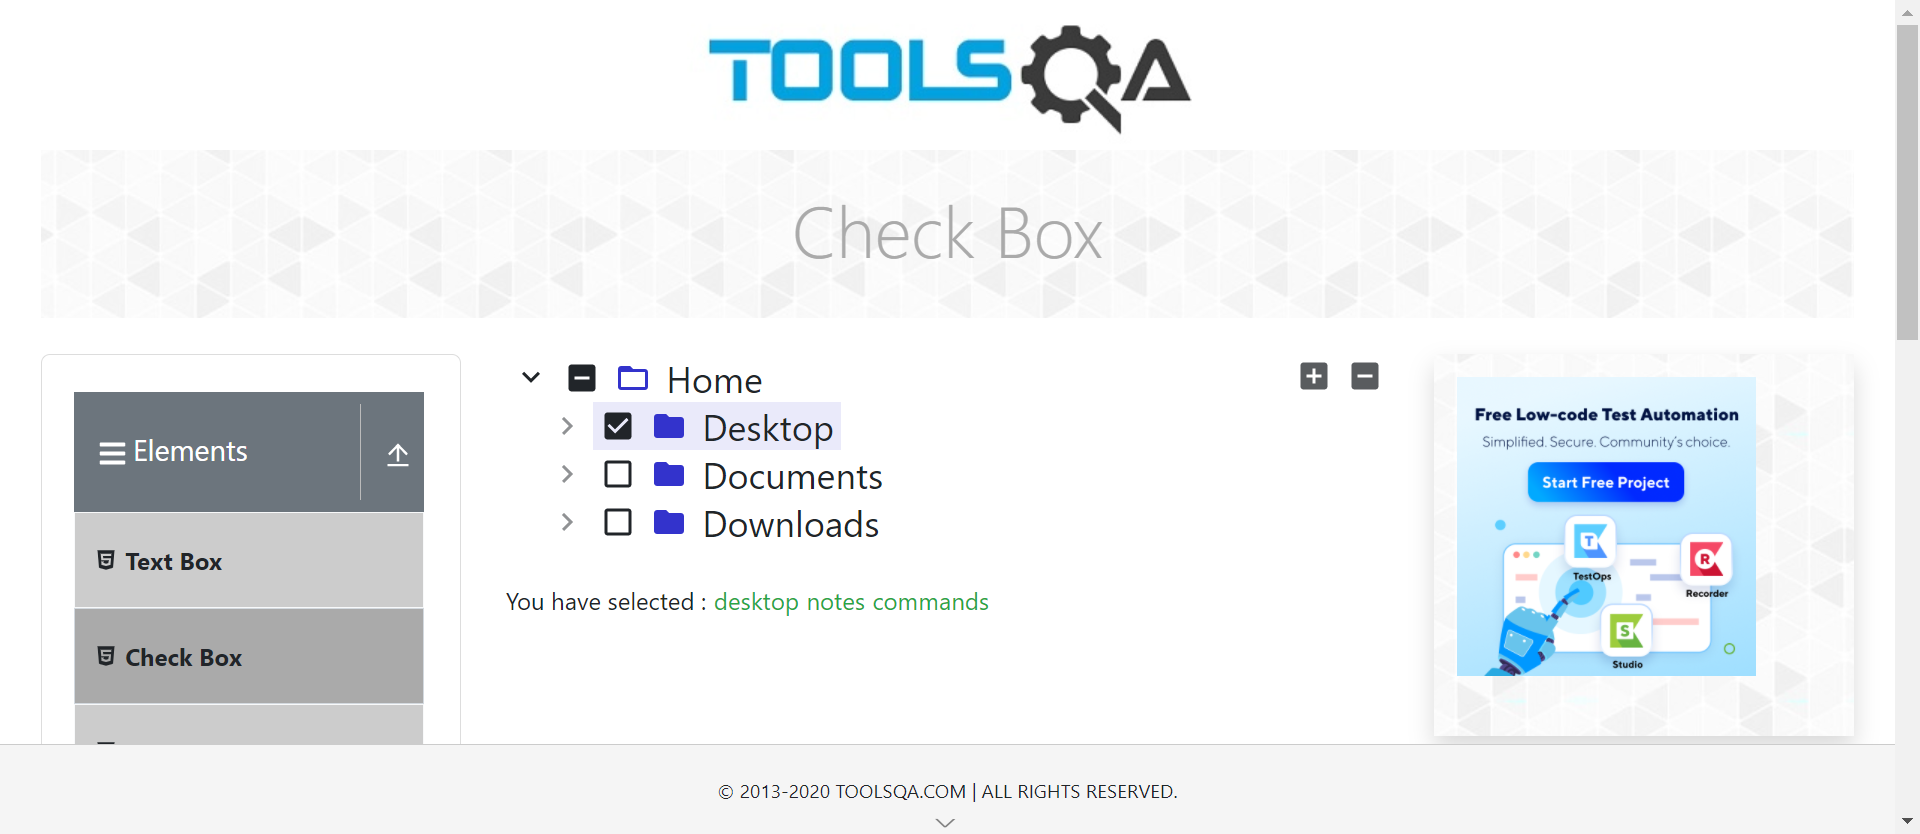 TOOLSQA
Check Box
Elements
Text Box
Check Box
Home
Desktop
Documents
Downloads
You have selected : desktop notes commands
Free Low-code Test Automation
Simplified. Secure. Community's choice.
Start Free Project
T
TestOps
R
Recorder
S
Studio
© 2013-2020 TOOLSQA.COM | ALL RIGHTS RESERVED.